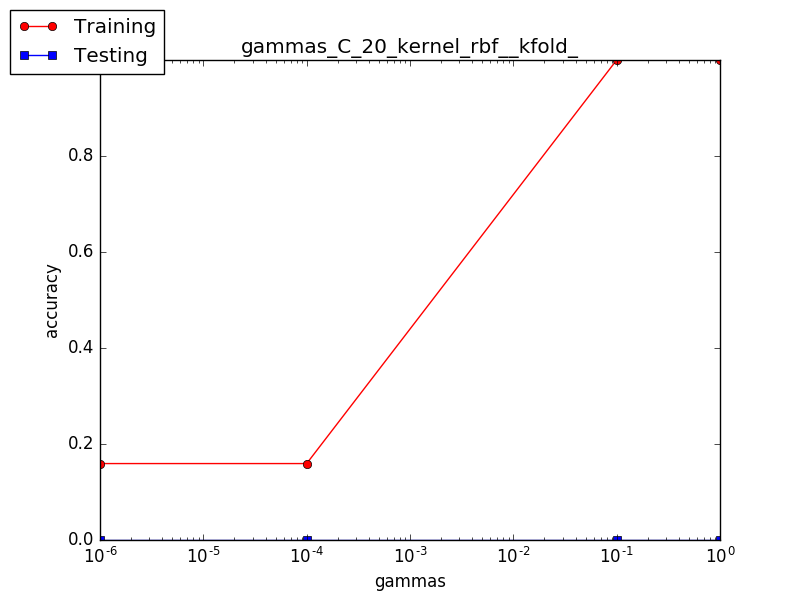 Training
Testing
gammas_C_20_kernel_rbf__kfold_
accuracy
0.8
0.6
0.4
0.2
0.0
10^-6 10^-5 10^-4 10^-3 10^-2 10^-1 10^0
gammas